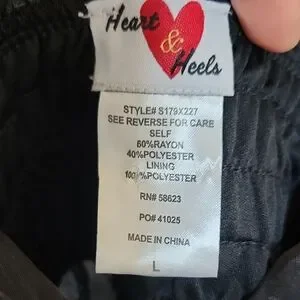 Heart
&
Heels
STYLE# S179X227
SEE REVERSE FOR CARE
SELF
60%RAYON
40%POLYESTER
LINING
100%POLYESTER
RN# 58623
PO# 41025
MADE IN CHINA
L